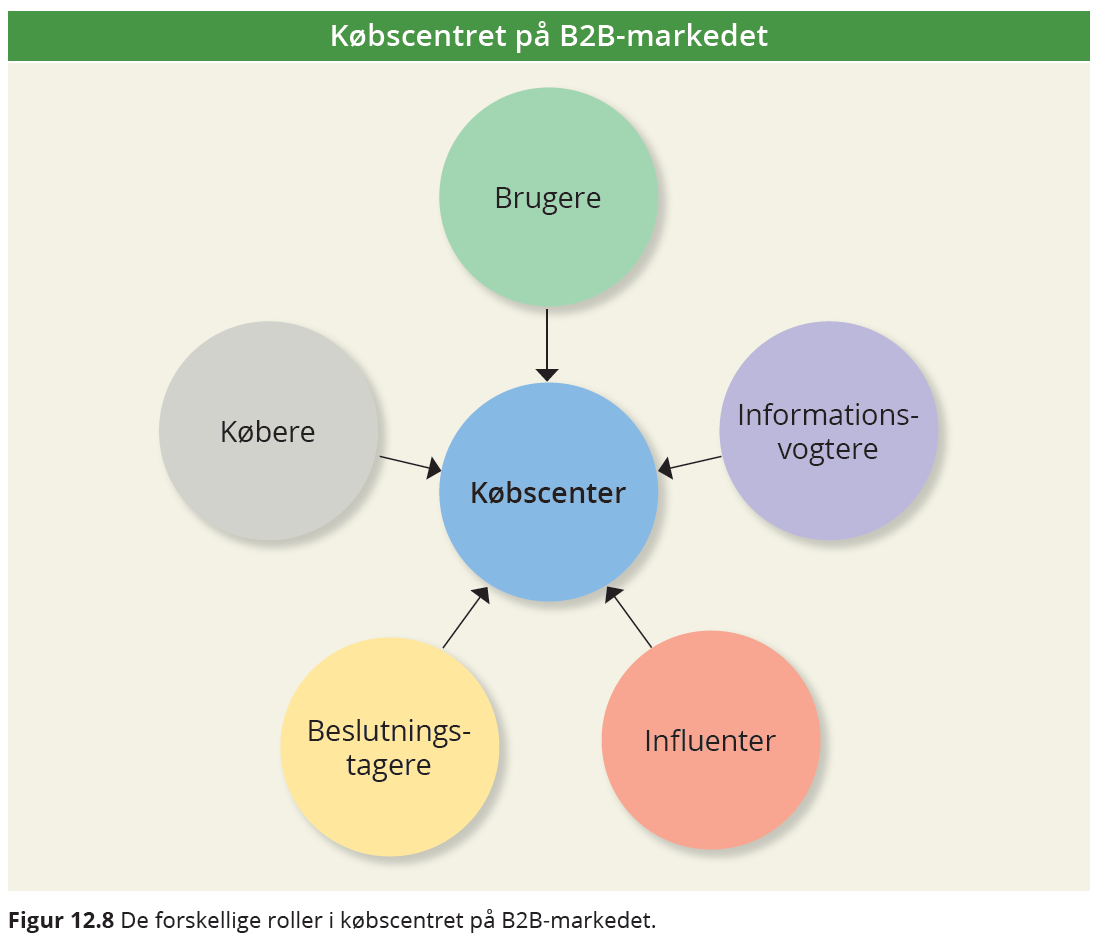 Købscentret på B2B-markedet
Brugere
Købere
Informations-
vogtere
Købscenter
Beslutnings-
tagere
Influenter
Figur 12.8 De forskellige roller i købscentret på B2B-markedet.